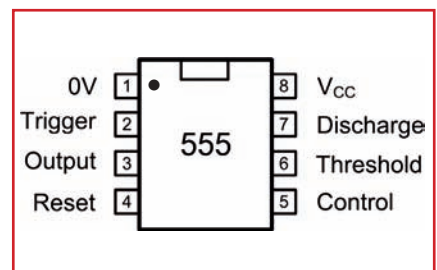 0V 1 8 VCC
Trigger 2 7 Discharge
555
Output 3 6 Threshold
Reset 4 5 Control